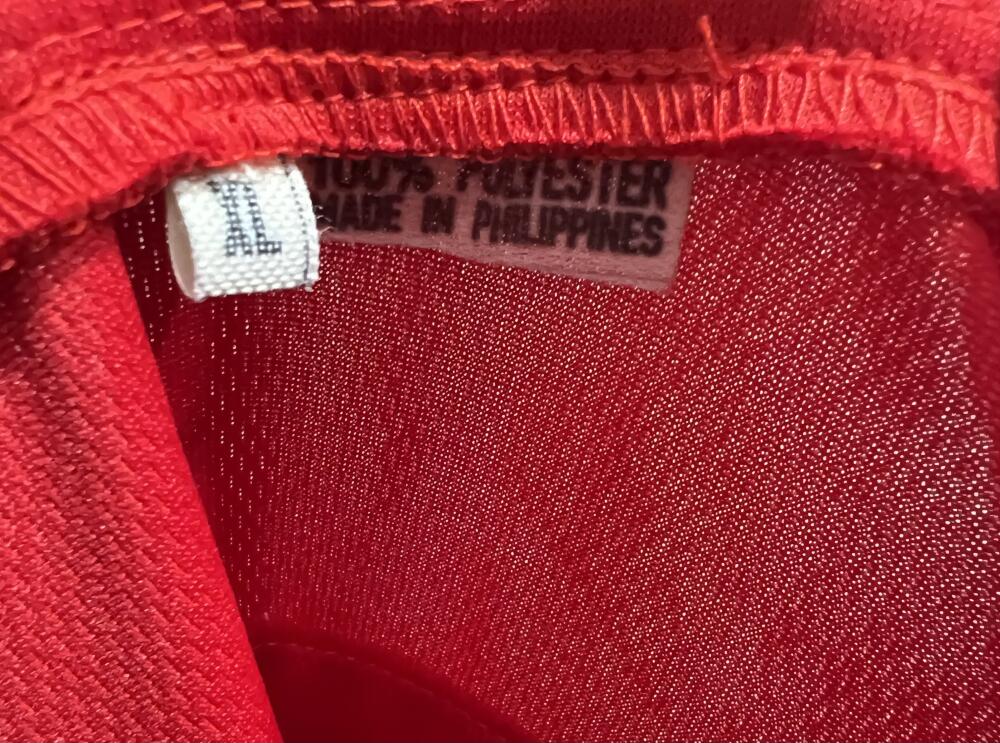 XL
100% POLYESTER
MADE IN PHILIPPINES